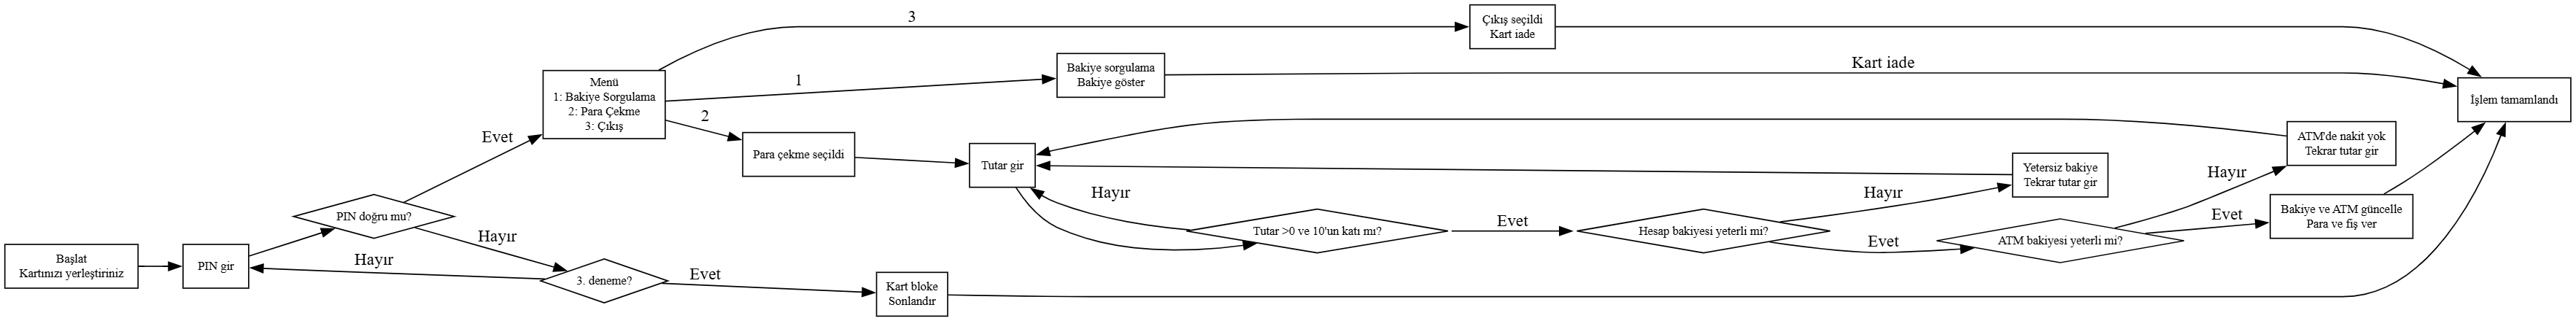 Başlat
Kartınızı yerleştiriniz
PIN gir
PIN doğru mu?
Evet
Hayır
3. deneme?
Hayır
Evet
Kart bloke
Sonlandır
Menü
1: Bakiye Sorgulama
2: Para Çekme
3: Çıkış
3
1
2
Çıkış seçildi
Kart iade
Bakiye sorgulama
Bakiye göster
Kart iade
Para çekme seçildi
Tutar gir
Hayır
Tutar >0 ve 10'un katı mı?
Evet
Hesap bakiyesi yeterli mi?
Hayır
Yetersiz bakiye
Tekrar tutar gir
Evet
ATM bakiyesi yeterli mi?
Hayır
ATM'de nakit yok
Tekrar tutar gir
Evet
Bakiye ve ATM güncelle
Para ve fiş ver
İşlem tamamlandı